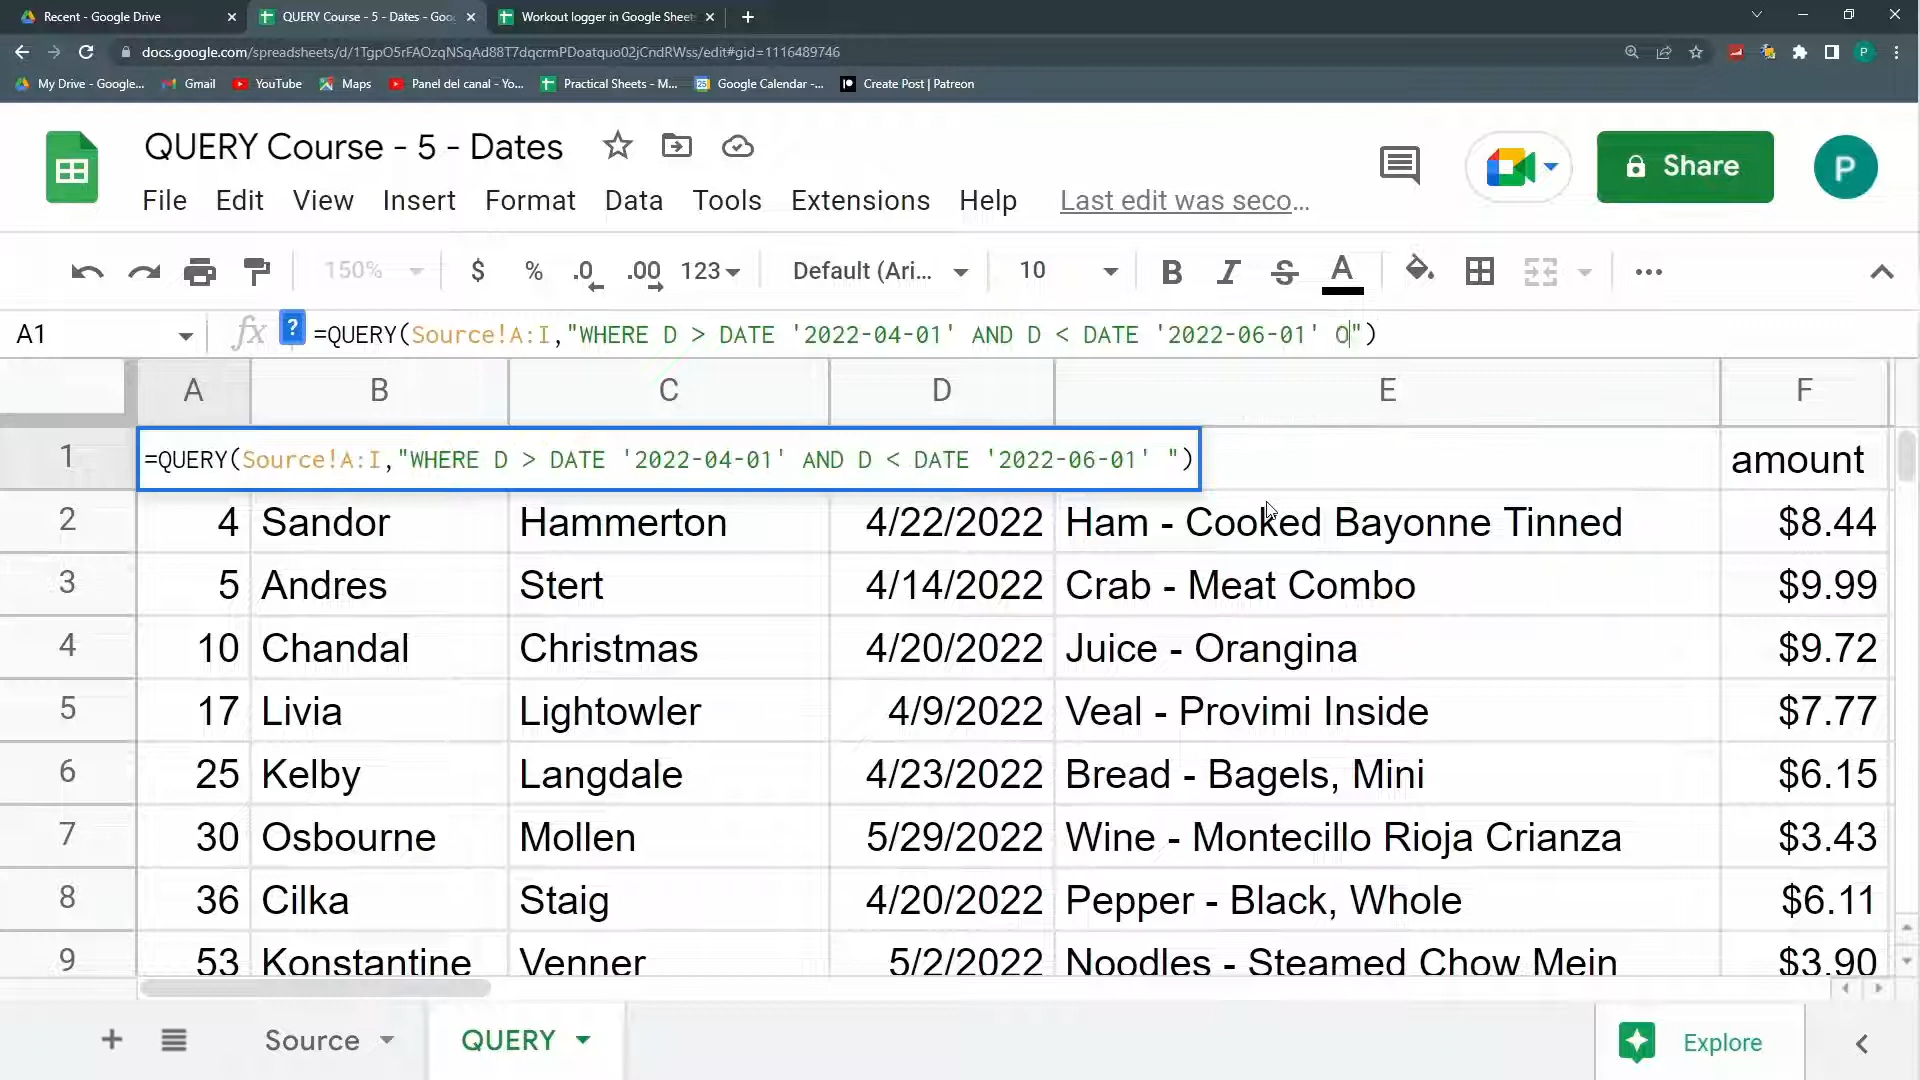 Recent - Google Drive
QUERY Course - 5 - Dates - Goo
Workout logger in Google Sheet
docs.google.com/spreadsheets/d/1TgpO5rFAOzqNSqAd88T7dqcrmPDoatquo02jCndRWss/edit#gid=1116489746
My Drive - Google... Gmail YouTube Maps Panel del canal - Yo... Practical Sheets - M... Google Calendar -... Create Post | Patreon
QUERY Course - 5 - Dates
Share
P
File Edit View Insert Format Data Tools Extensions Help Last edit was seco...
150% $ % .0 .00 123 Default (Ari... 10 B I S A
A1 fx ? =QUERY(Source!A:I,"WHERE D > DATE '2022-04-01' AND D < DATE '2022-06-01' O")
A B C D E F
1 =QUERY(Source!A:I,"WHERE D > DATE '2022-04-01' AND D < DATE '2022-06-01' ") amount
2 4 Sandor Hammerton 4/22/2022 Ham - Cooked Bayonne Tinned $8.44
3 5 Andres Stert 4/14/2022 Crab - Meat Combo $9.99
4 10 Chandal Christmas 4/20/2022 Juice - Orangina $9.72
5 17 Livia Lightowler 4/9/2022 Veal - Provimi Inside $7.77
6 25 Kelby Langdale 4/23/2022 Bread - Bagels, Mini $6.15
7 30 Osbourne Mollen 5/29/2022 Wine - Montecillo Rioja Crianza $3.43
8 36 Cilka Staig 4/20/2022 Pepper - Black, Whole $6.11
9 53 Konstantine Venner 5/2/2022 Noodles - Steamed Chow Mein $3.90
Source QUERY Explore